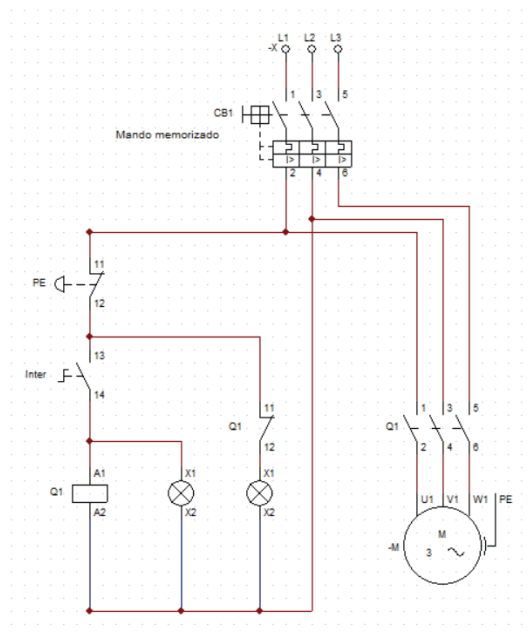 L1 L2 L3
-X
1 3 5
CB1
Mando memorizado
I> I> I>
2 4 6
11
PE
12
13
Inter
14
11
Q1
12
1 3 5
Q1
2 4 6
A1 X1 X1
Q1
A2 X2 X2
U1 V1 W1 PE
M
-M
3